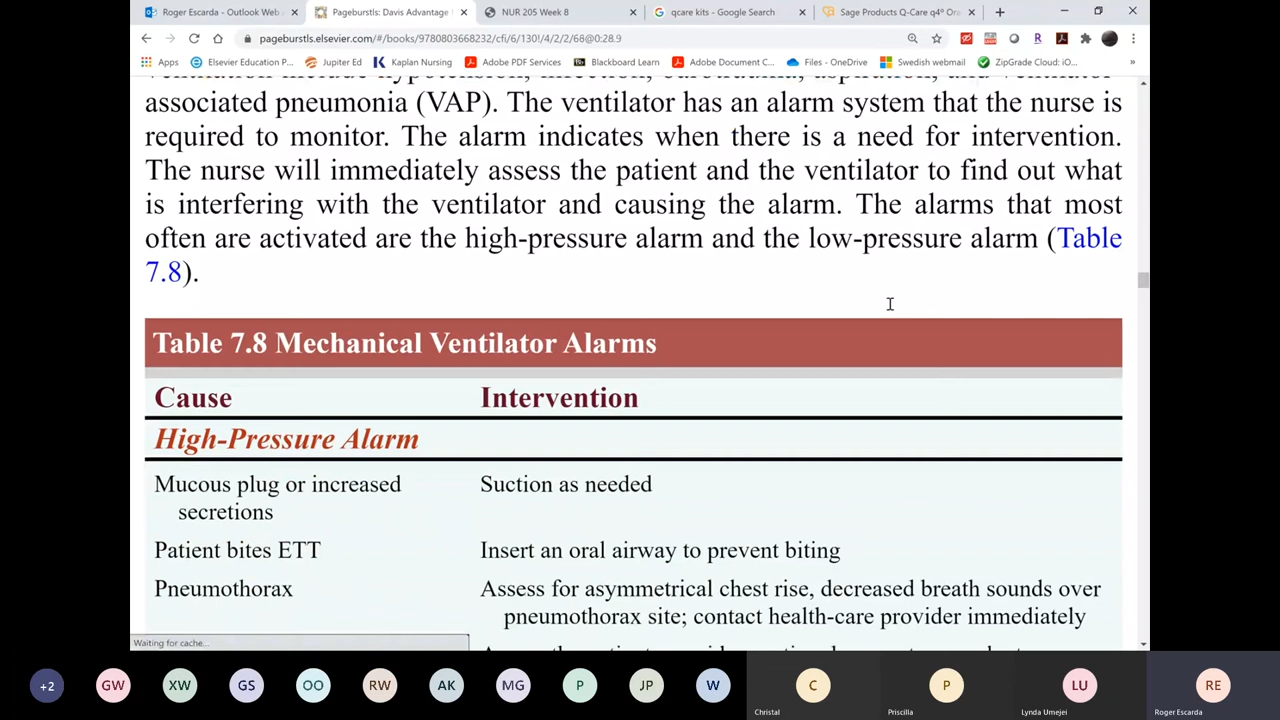 Roger Escarda - Outlook Web
Pageburstls: Davis Advantage
NUR 205 Week 8
qcare kits - Google Search
Sage Products Q-Care q4° Ora
pageburstls.elsevier.com/#/books/9780803668232/cfi/6/130!/4/2/2/68@0:28.9
Apps
Elsevier Education P...
Jupiter Ed
Kaplan Nursing
Adobe PDF Services
Blackboard Learn
Adobe Document C...
Files - OneDrive
Swedish webmail
ZipGrade Cloud: iO...
ventilation include hypotension, infection, barotrauma, aspiration, and ventilator-
associated pneumonia (VAP). The ventilator has an alarm system that the nurse is
required to monitor. The alarm indicates when there is a need for intervention.
The nurse will immediately assess the patient and the ventilator to find out what
is interfering with the ventilator and causing the alarm. The alarms that most
often are activated are the high-pressure alarm and the low-pressure alarm (Table
7.8).
Table 7.8 Mechanical Ventilator Alarms
Cause Intervention
High-Pressure Alarm
Mucous plug or increased Suction as needed
secretions
Patient bites ETT Insert an oral airway to prevent biting
Pneumothorax Assess for asymmetrical chest rise, decreased breath sounds over
pneumothorax site; contact health-care provider immediately
Waiting for cache...
+2
GW
XW
GS
OO
RW
AK
MG
P
JP
W
C
Christal
P
Priscilla
LU
Lynda Umejei
RE
Roger Escarda